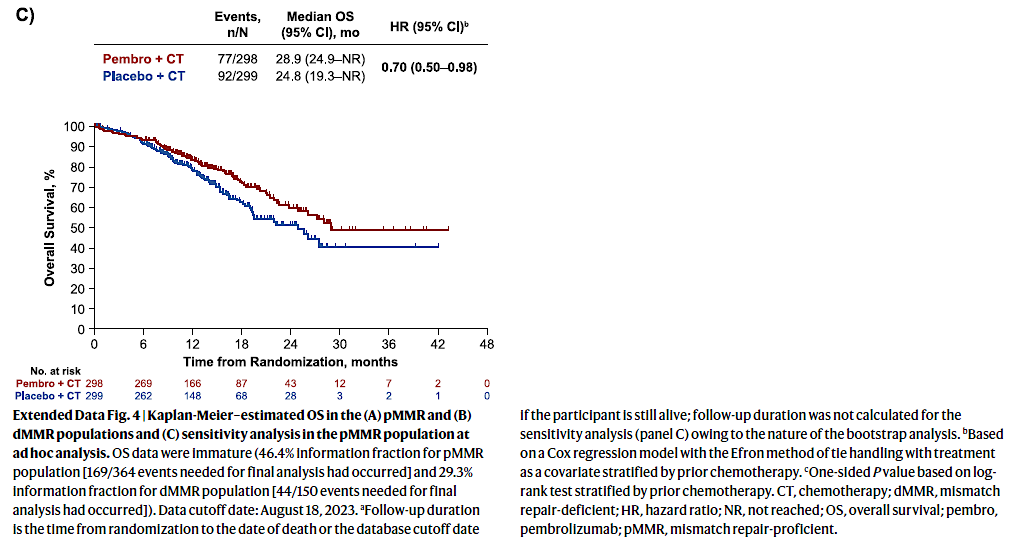 C)
Events, n/N Median OS (95% CI), mo HR (95% CI)ᵇ
Pembro + CT 77/298 28.9 (24.9–NR) 0.70 (0.50–0.98)
Placebo + CT 92/299 24.8 (19.3–NR)
Overall Survival, %
100
90
80
70
60
50
40
30
20
10
0
0 6 12 18 24 30 36 42 48
Time from Randomization, months
No. at risk
Pembro + CT 298 269 166 87 43 12 7 2 0
Placebo + CT 299 262 148 68 28 3 2 1 0
Extended Data Fig. 4 | Kaplan-Meier–estimated OS in the (A) pMMR and (B)
dMMR populations and (C) sensitivity analysis in the pMMR population at
ad hoc analysis. OS data were immature (46.4% information fraction for pMMR
population [169/364 events needed for final analysis had occurred] and 29.3%
information fraction for dMMR population [44/150 events needed for final
analysis had occurred]). Data cutoff date: August 18, 2023. ᵃFollow-up duration
is the time from randomization to the date of death or the database cutoff date
if the participant is still alive; follow-up duration was not calculated for the
sensitivity analysis (panel C) owing to the nature of the bootstrap analysis. ᵇBased
on a Cox regression model with the Efron method of tie handling with treatment
as a covariate stratified by prior chemotherapy. ᶜOne-sided P value based on log-
rank test stratified by prior chemotherapy. CT, chemotherapy; dMMR, mismatch
repair-deficient; HR, hazard ratio; NR, not reached; OS, overall survival; pembro,
pembrolizumab; pMMR, mismatch repair-proficient.